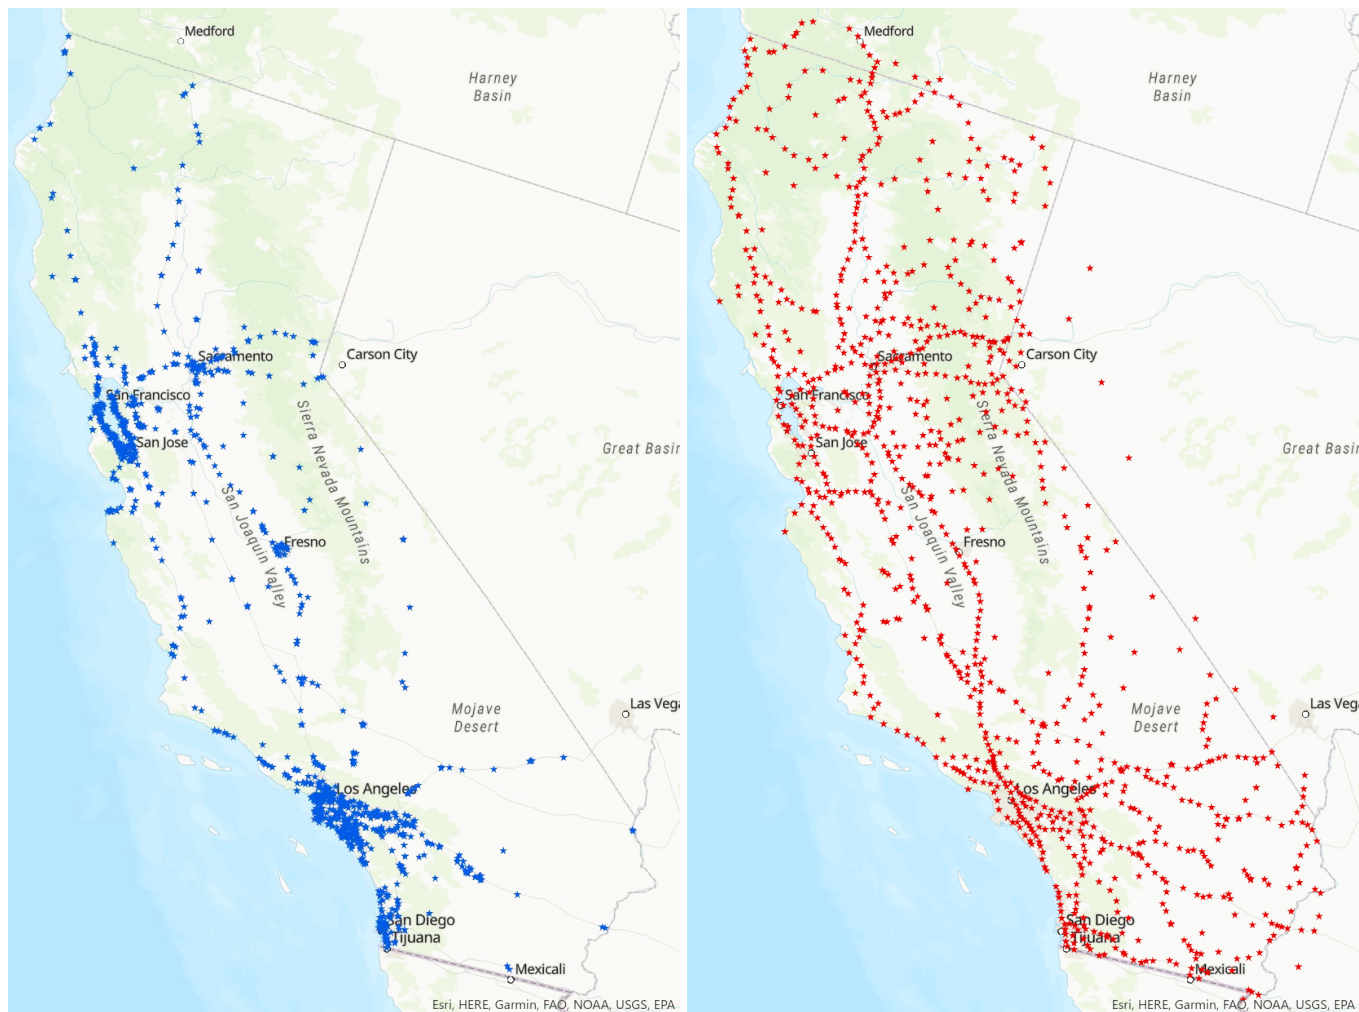 Medford
Harney
Basin
Sacramento
Carson City
San Francisco
San Jose
Great Basin
Sierra Nevada Mountains
San Joaquin Valley
Fresno
Mojave
Desert
Las Vega
Los Angeles
San Diego
Tijuana
Mexicali
Esri, HERE, Garmin, FAO, NOAA, USGS, EPA
Medford
Harney
Basin
Sacramento
Carson City
San Francisco
San Jose
Great Basin
Sierra Nevada Mountains
San Joaquin Valley
Fresno
Mojave
Desert
Las Vega
Los Angeles
San Diego
Tijuana
Mexicali
Esri, HERE, Garmin, FAO, NOAA, USGS, EPA